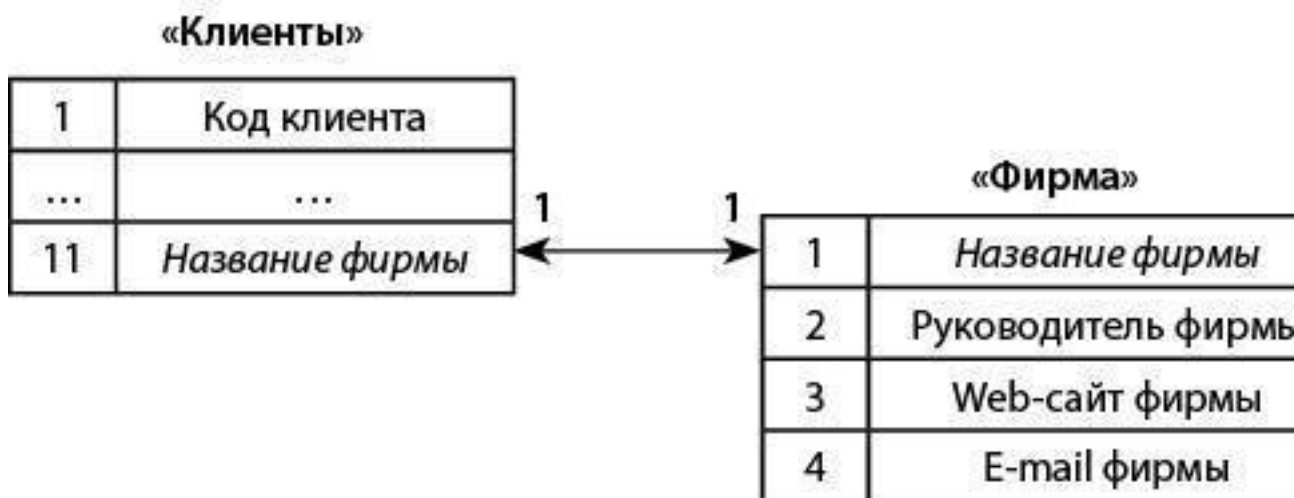 «Клиенты»
1 Код клиента
... ...
11 Название фирмы
1 1
«Фирма»
1 Название фирмы
2 Руководитель фирмы
3 Web-сайт фирмы
4 E-mail фирмы